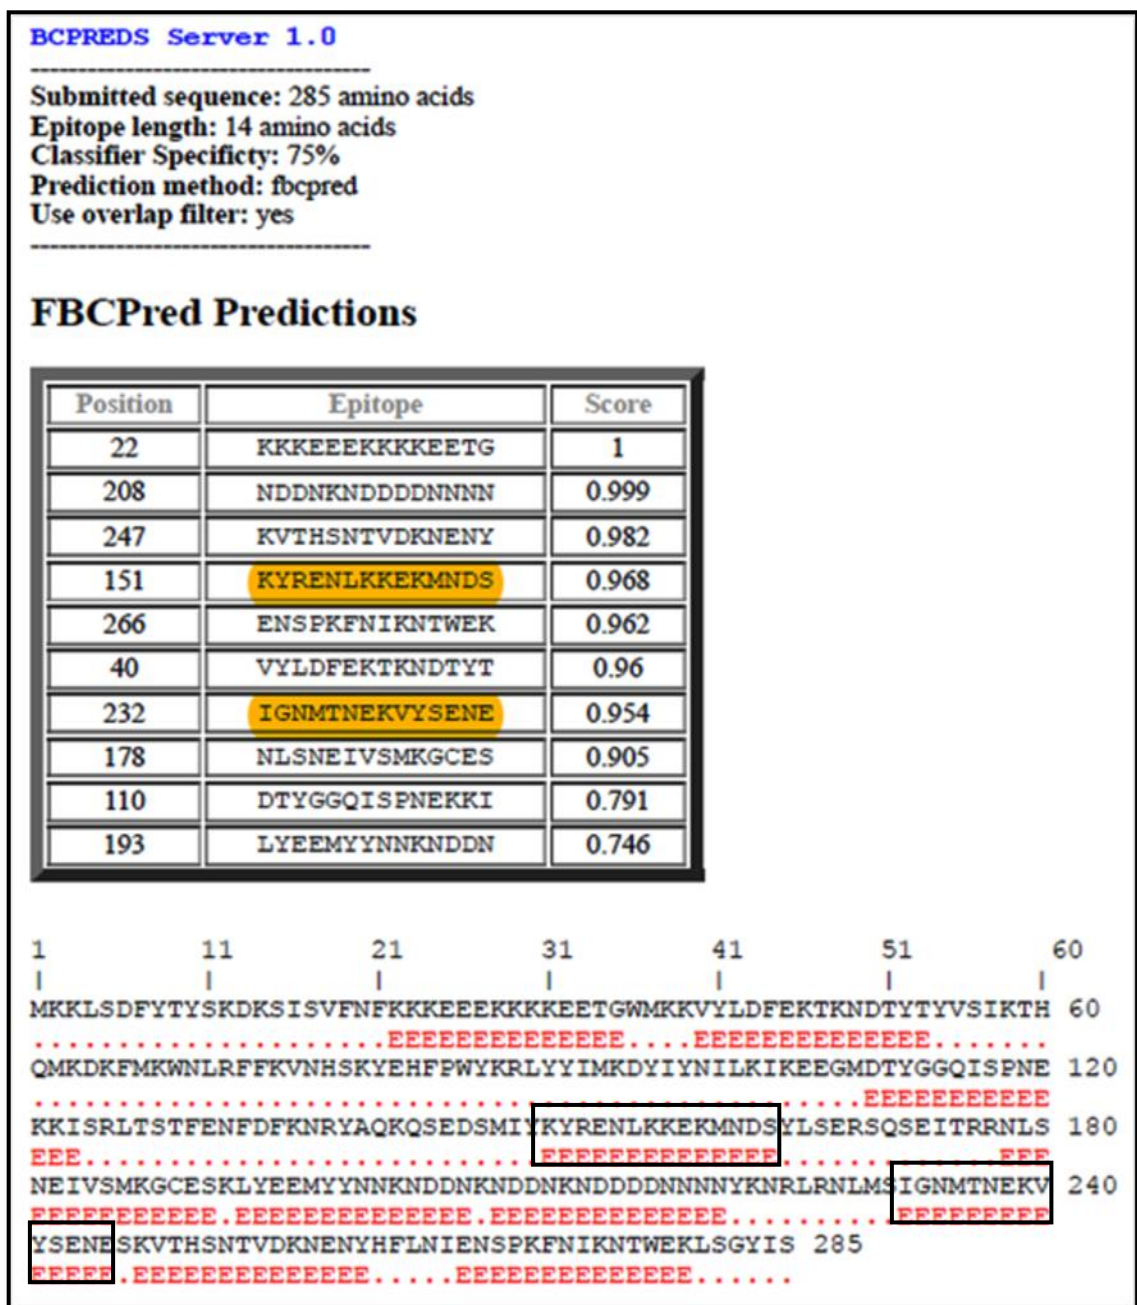 BCPREDS Server 1.0
-----------------------------------
Submitted sequence: 285 amino acids
Epitope length: 14 amino acids
Classifier Specificty: 75%
Prediction method: fbcpred
Use overlap filter: yes
-----------------------------------
FBCPred Predictions
Position Epitope Score
22 KKKEEEKKKKEETG 1
208 NDDNKNDDDDNNNN 0.999
247 KVTHSNTVDKNENY 0.982
151 KYRENLKKEKMNDS 0.968
266 ENSPKFNIKNTWEK 0.962
40 VYLDFEKTKNDTYT 0.96
232 IGNMTNEKVYSENE 0.954
178 NLSNEIVSMKGCES 0.905
110 DTYGGQISPNEKKI 0.791
193 LYEEMYYNNKNDDN 0.746
1 11 21 31 41 51 60
| | | | | | |
MKKLSDFYTYSKDKSISVFNFKKKEEEKKKKEETGWMKKVYLDFEKTKNDTYTYVSIKTH 60
.....................EEEEEEEEEEEEEE....EEEEEEEEEEEEEE.......
QMKDKFMKWNLRFFKVNHSKYEHFPWYKRLYYIMKDYIYNILKIKEEGMDTYGGQISPNE 120
.................................................EEEEEEEEEEE
KKISRLTSTFENFDFKNRYAQKQSEDSMIYKYRENLKKEKMNDSYLSERSQSEITRRNLS 180
EEE...........................EEEEEEEEEEEEEE.............EEE
NEIVSMKGCESKLYEEMYYNNKNDDNKNDDNKNDDDDNNNNYKNRLRNLMSIGNMTNEKV 240
EEEEEEEEEEE.EEEEEEEEEEEEEE.EEEEEEEEEEEEEE..........EEEEEEEEE
YSENESKVTHSNTVDKNENYHFLNIENSPKFNIKNTWEKLSGYIS 285
EEEEE.EEEEEEEEEEEEEE.....EEEEEEEEEEEEEE......